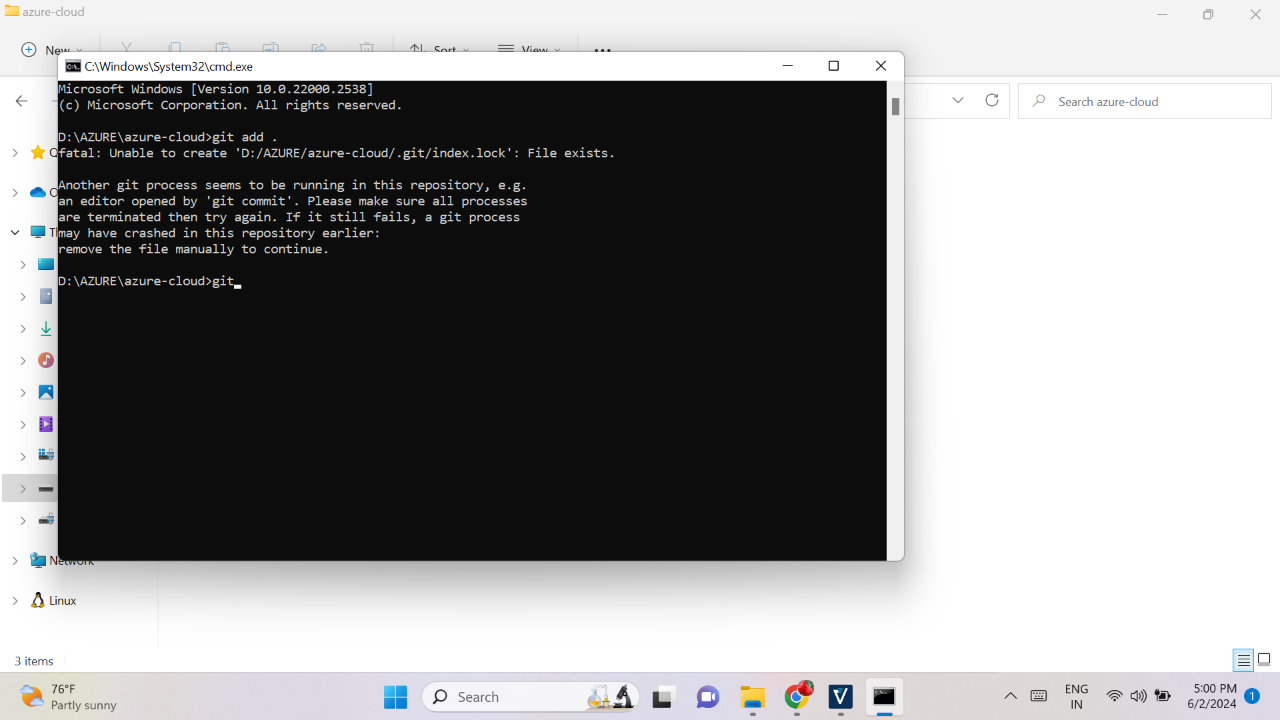 azure-cloud
New
Sort
View
C:\Windows\System32\cmd.exe
Search azure-cloud
Microsoft Windows [Version 10.0.22000.2538]
(c) Microsoft Corporation. All rights reserved.
D:\AZURE\azure-cloud>git add .
fatal: Unable to create 'D:/AZURE/azure-cloud/.git/index.lock': File exists.
Another git process seems to be running in this repository, e.g.
an editor opened by 'git commit'. Please make sure all processes
are terminated then try again. If it still fails, a git process
may have crashed in this repository earlier:
remove the file manually to continue.
D:\AZURE\azure-cloud>git
Network
Linux
3 items
76°F
Partly sunny
Search
ENG
IN
5:00 PM
6/2/2024
1